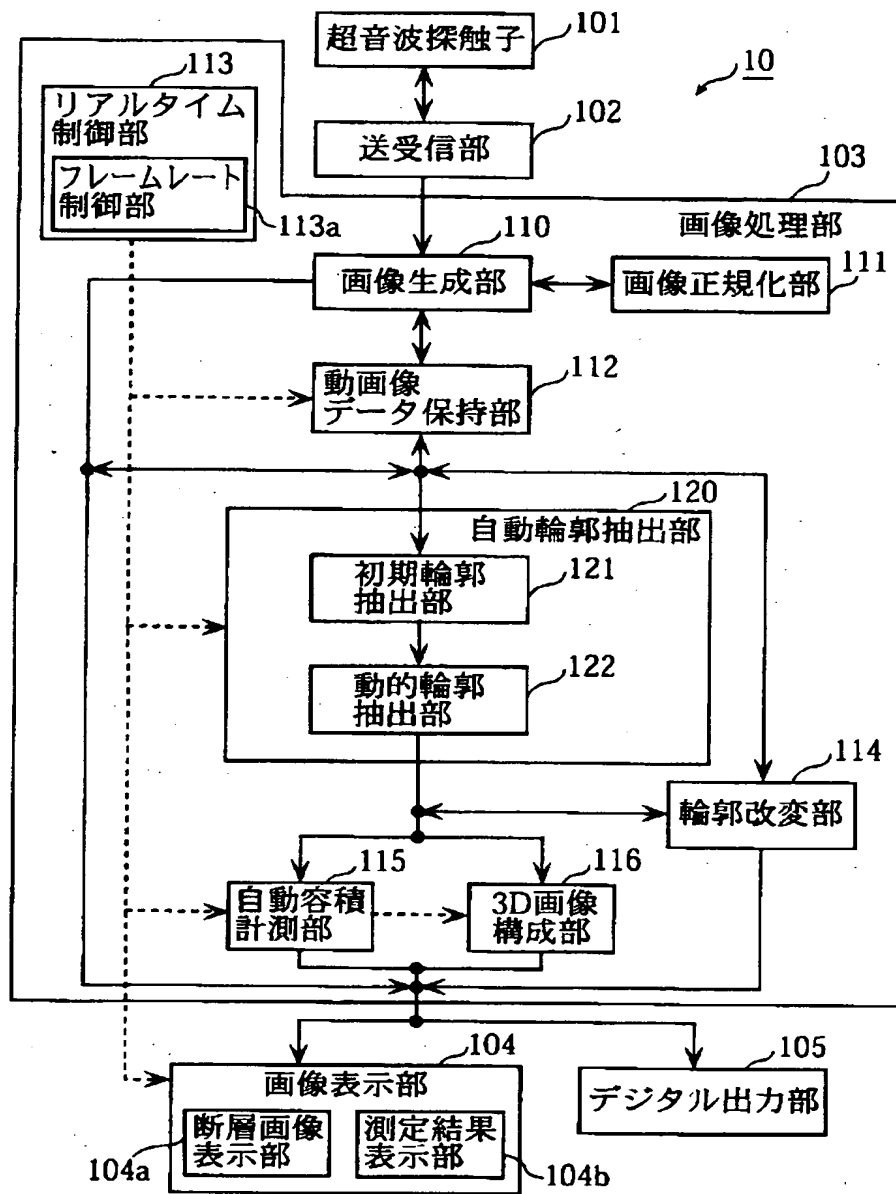 超音波探触子
101
10
送受信部
102
113
リアルタイム
制御部
フレームレート
制御部
113a
103
画像処理部
画像生成部
110
画像正規化部
111
動画像
データ保持部
112
120
自動輪郭抽出部
初期輪郭
抽出部
121
動的輪郭
抽出部
122
114
輪郭改変部
115
自動容積
計測部
116
3D画像
構成部
104
画像表示部
断層画像
表示部
104a
測定結果
表示部
104b
105
デジタル出力部